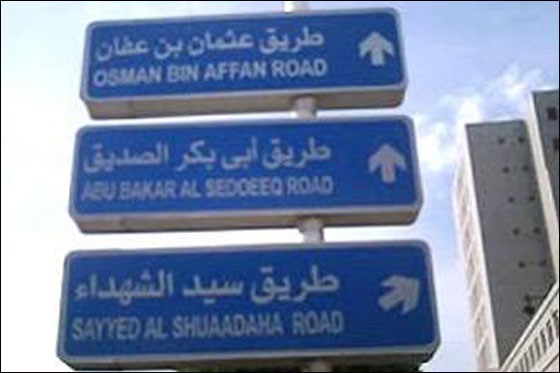 طريق عثمان بن عفان
OSMAN BIN AFFAN ROAD
طريق أبى بكر الصديق
ABU BAKAR AL SEDOEEQ ROAD
طريق سيد الشهداء
SAYYED AL SHUAADAHA ROAD